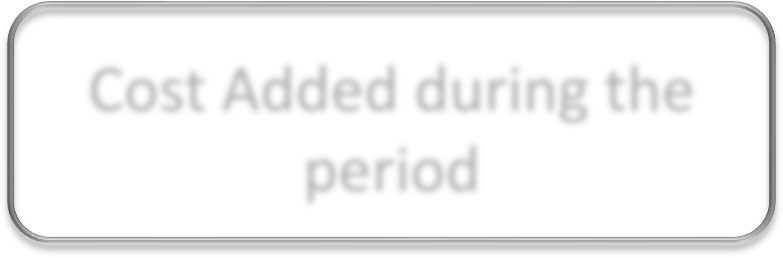 Cost Added during the
period